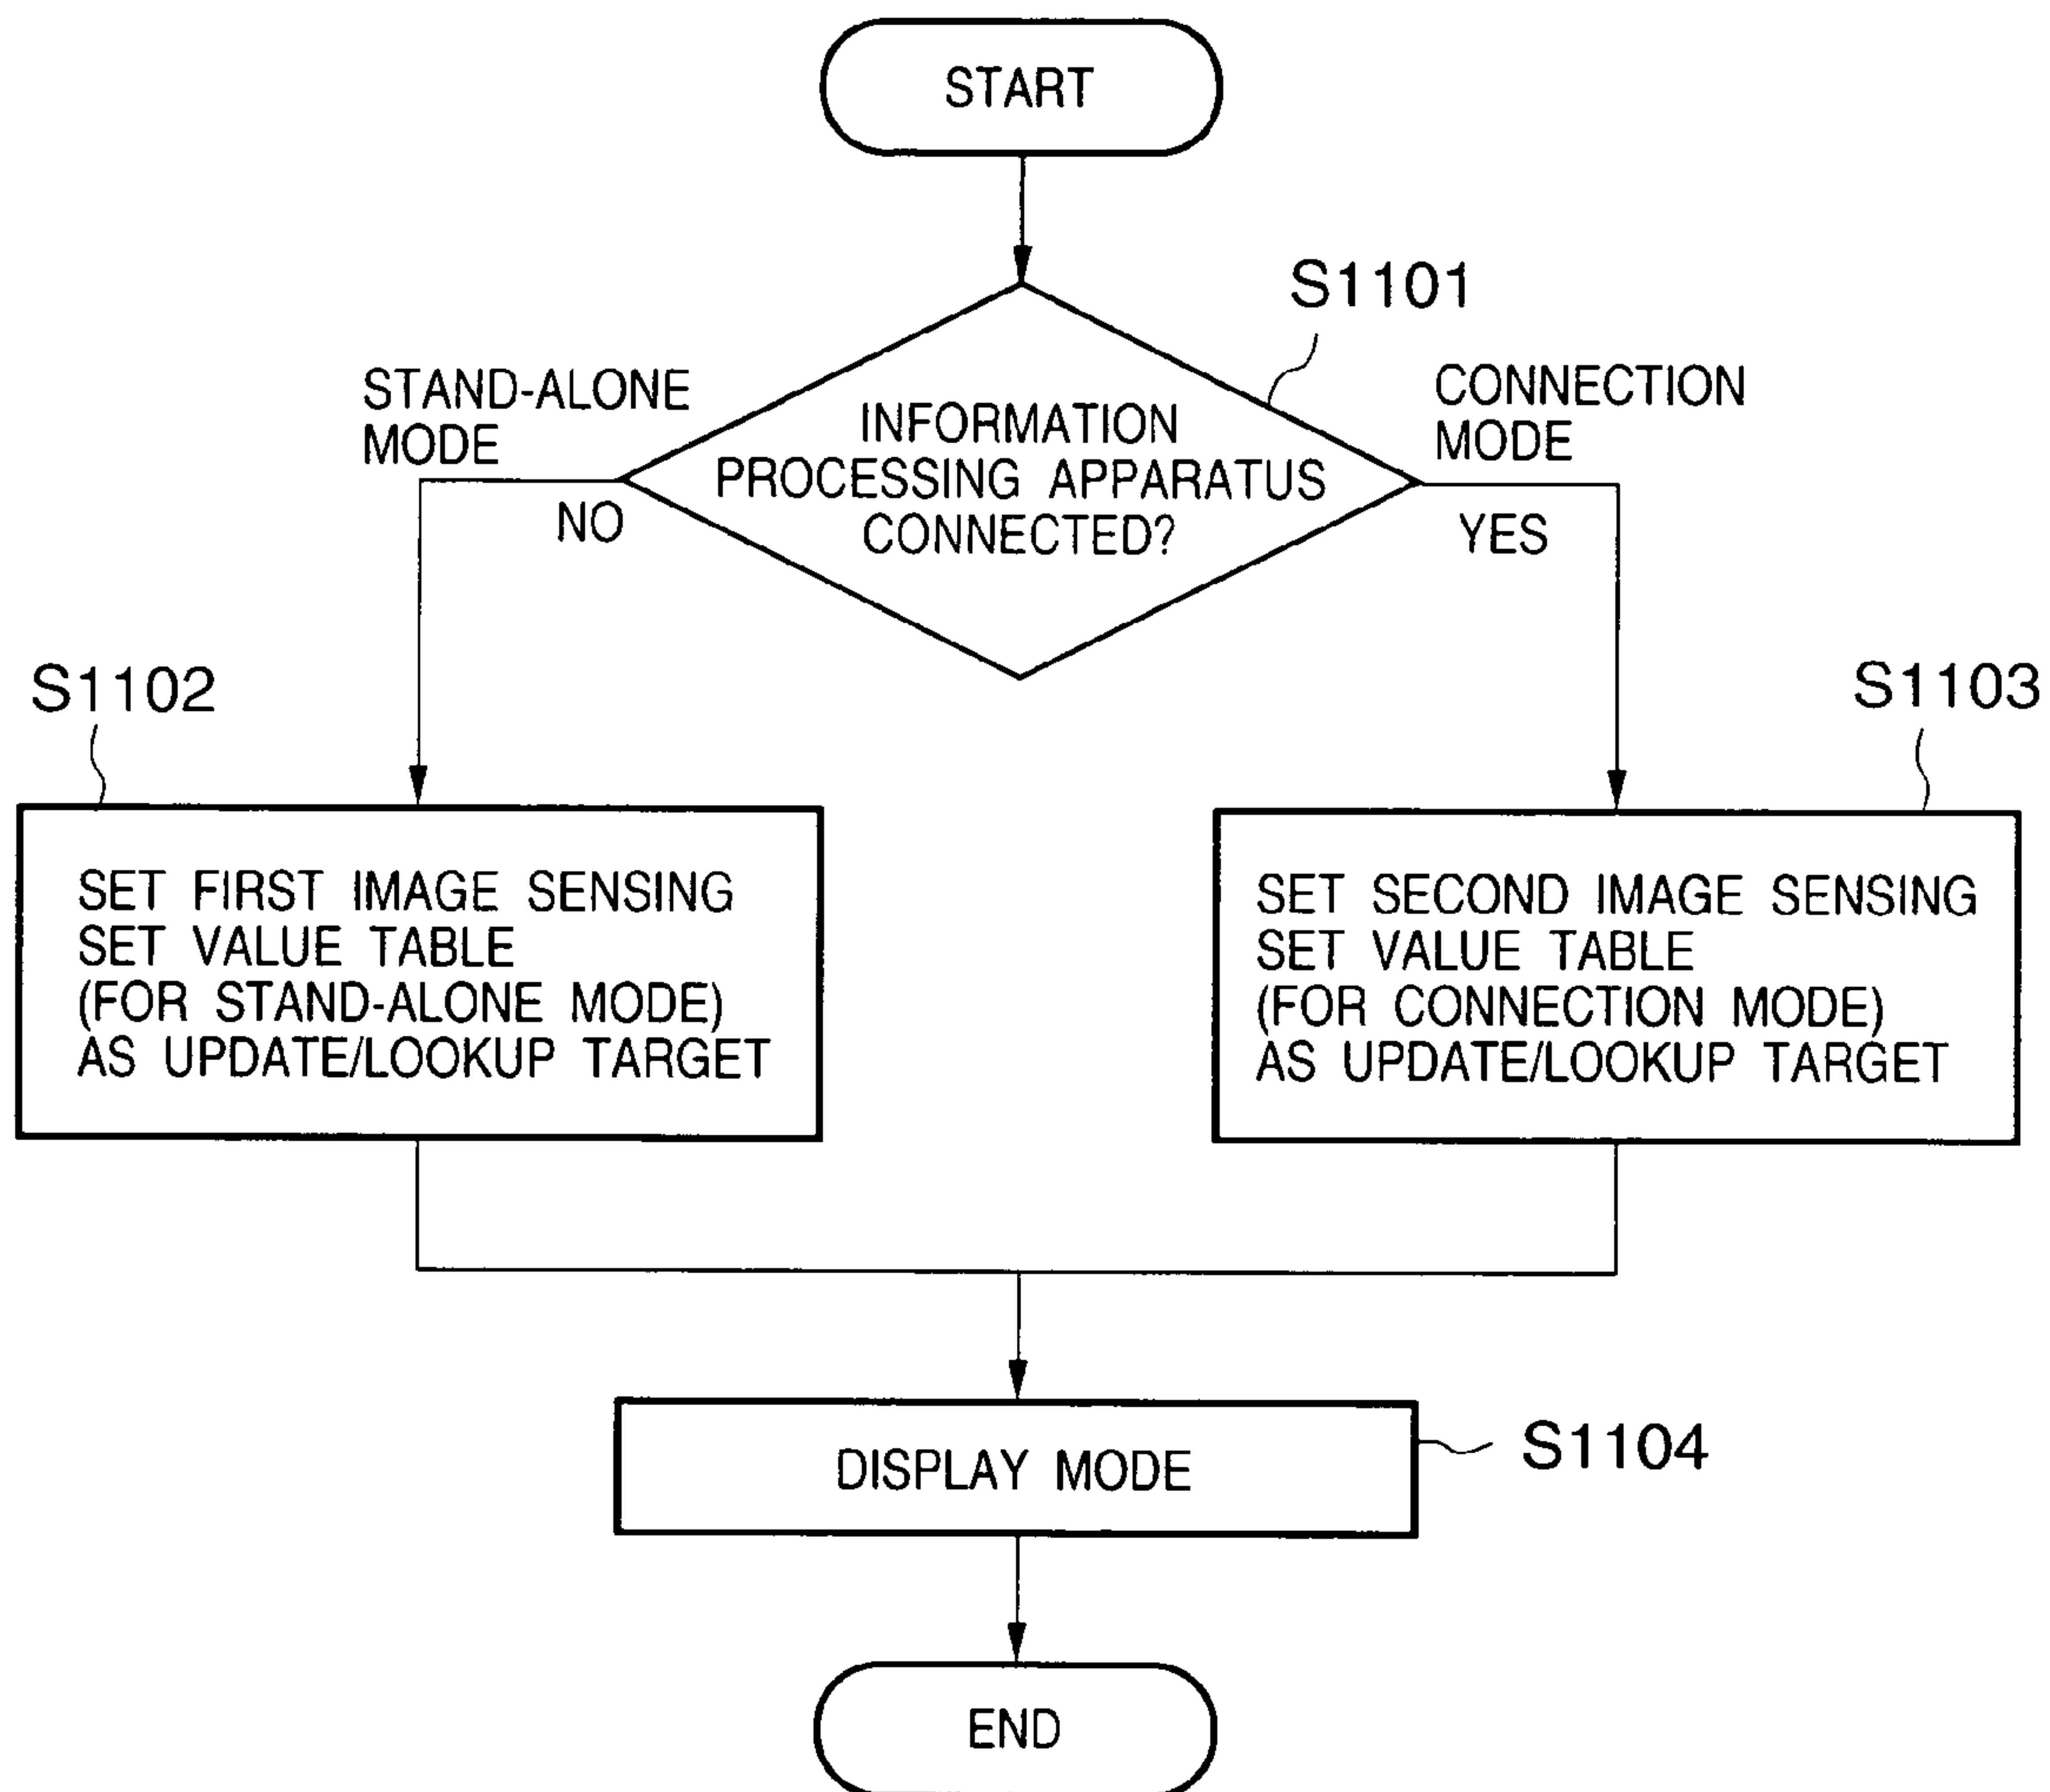 START
S1101
STAND-ALONE
MODE
CONNECTION
MODE
INFORMATION
PROCESSING APPARATUS
CONNECTED?
NO
YES
S1102
S1103
SET FIRST IMAGE SENSING
SET VALUE TABLE
(FOR STAND-ALONE MODE)
AS UPDATE/LOOKUP TARGET
SET SECOND IMAGE SENSING
SET VALUE TABLE
(FOR CONNECTION MODE)
AS UPDATE/LOOKUP TARGET
DISPLAY MODE
S1104
END